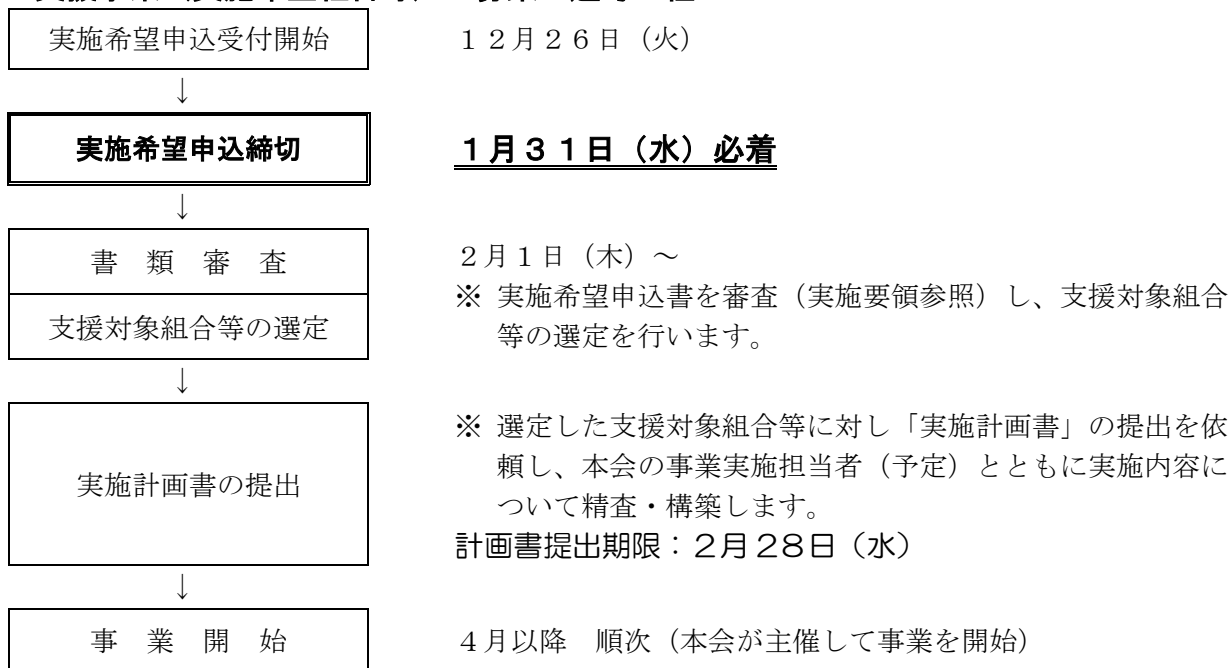 実施希望申込受付開始　１２月２６日（火）
↓
実施希望申込締切　１月３１日（水）必着
↓
書　類　審　査　２月１日（木）～
※ 実施希望申込書を審査（実施要領参照）し、支援対象組合
支援対象組合等の選定　等の選定を行います。
↓
※ 選定した支援対象組合等に対し「実施計画書」の提出を依
頼し、本会の事業実施担当者（予定）とともに実施内容に
実施計画書の提出　ついて精査・構築します。
計画書提出期限：２月２８日（水）
↓
事　業　開　始　４月以降　順次（本会が主催して事業を開始）